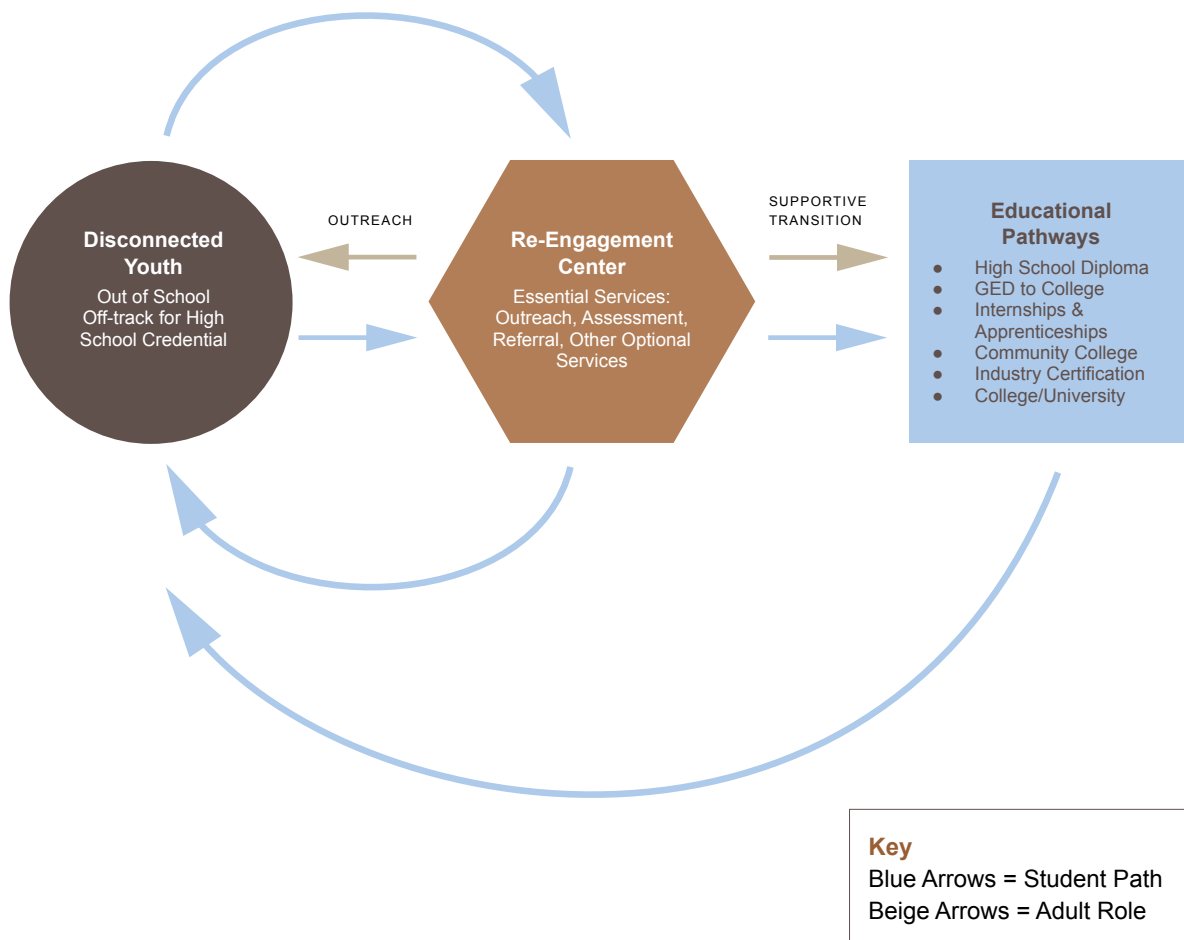 Disconnected
Youth
Out of School
Off-track for High
School Credential
OUTREACH
Re-Engagement
Center
Essential Services:
Outreach, Assessment,
Referral, Other Optional
Services
SUPPORTIVE
TRANSITION
Educational
Pathways
● High School Diploma
● GED to College
● Internships &
Apprenticeships
● Community College
● Industry Certification
● College/University
Key
Blue Arrows = Student Path
Beige Arrows = Adult Role